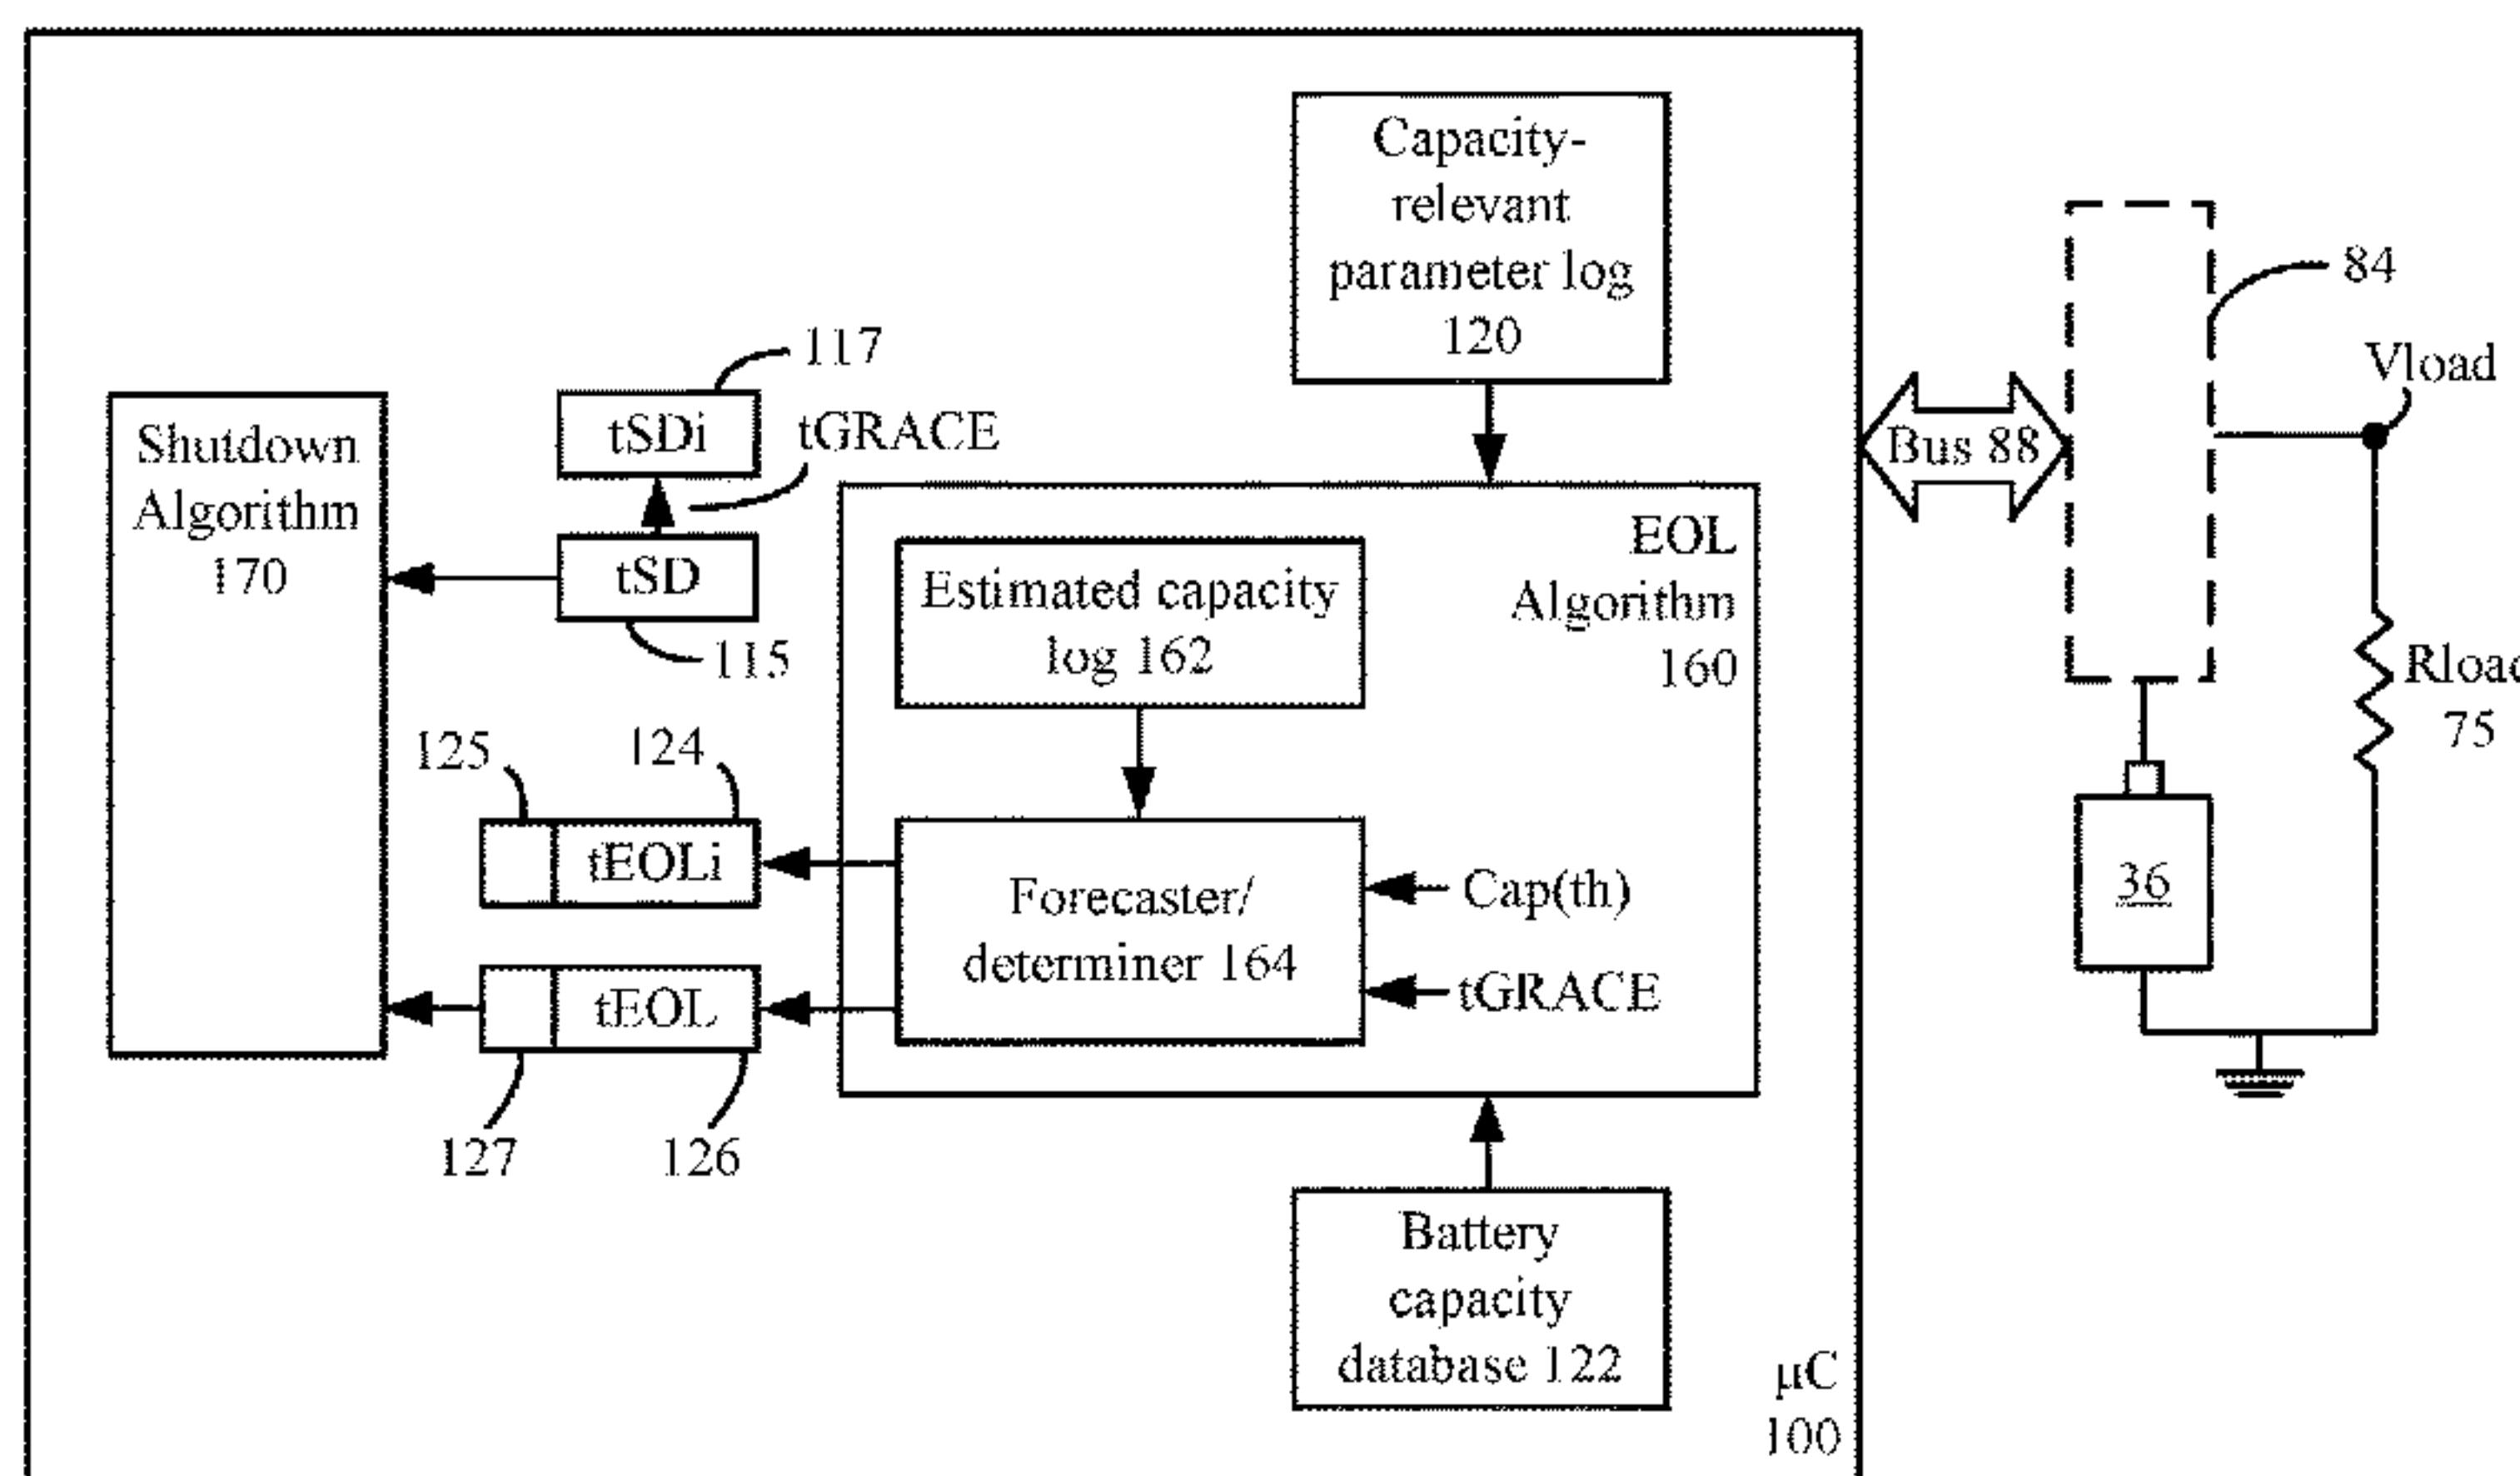 Capacity-
relevant
parameter log
120
84
Vload
117
tSDi
tGRACE
Shutdown
Algorithm
170
Bus 88
EOL
Algorithm
160
tSD
Estimated capacity
log 162
115
Rload
75
125
124
tEOLi
Forecaster/
determiner 164
Cap(th)
36
tGRACE
tEOL
127
126
Battery
capacity
database 122
µC
100